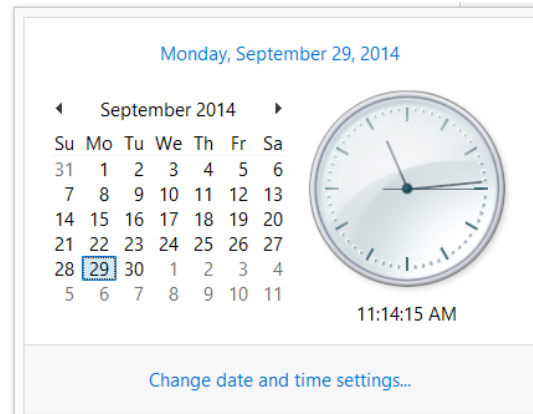 Monday, September 29, 2014
September 2014
Su Mo Tu We Th Fr Sa
31 1 2 3 4 5 6
7 8 9 10 11 12 13
14 15 16 17 18 19 20
21 22 23 24 25 26 27
28 29 30 1 2 3 4
5 6 7 8 9 10 11
11:14:15 AM
Change date and time settings...